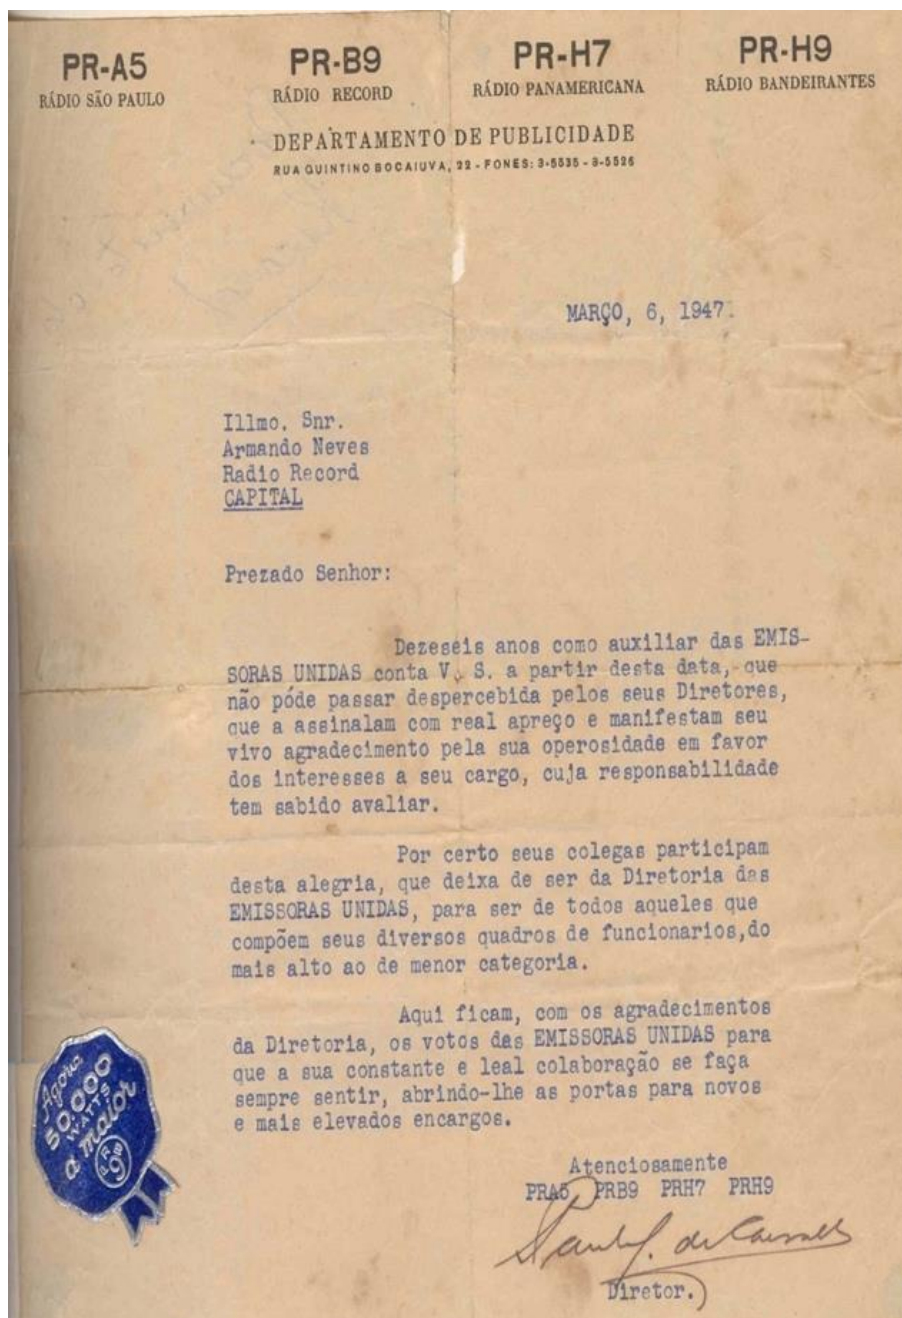 PR-A5 PR-B9 PR-H7 PR-H9
RÁDIO SÃO PAULO RÁDIO RECORD RÁDIO PANAMERICANA RÁDIO BANDEIRANTES
DEPARTAMENTO DE PUBLICIDADE
RUA QUINTINO BOCAIUVA, 22 - FONES: 3-5535 - 3-5526
MARÇO, 6, 1947.
Illmo. Snr.
Armando Neves
Radio Record
CAPITAL
Prezado Senhor:
Dezeseis anos como auxiliar das EMIS-
SORAS UNIDAS conta V. S. a partir desta data, que
não póde passar despercebida pelos seus Diretores,
que a assinalam com real apreço e manifestam seu
vivo agradecimento pela sua operosidade em favor
dos interesses a seu cargo, cuja responsabilidade
tem sabido avaliar.
Por certo seus colegas participam
desta alegria, que deixa de ser da Diretoria das
EMISSORAS UNIDAS, para ser de todos aqueles que
compõem seus diversos quadros de funcionarios,do
mais alto ao de menor categoria.
Aqui ficam, com os agradecimentos
da Diretoria, os votos das EMISSORAS UNIDAS para
que a sua constante e leal colaboração se faça
sempre sentir, abrindo-lhe as portas para novos
e mais elevados encargos.
Agora
50.000
WATTS
a maior
PRB
9
Atenciosamente
PRA5 PRB9 PRH7 PRH9
Diretor.